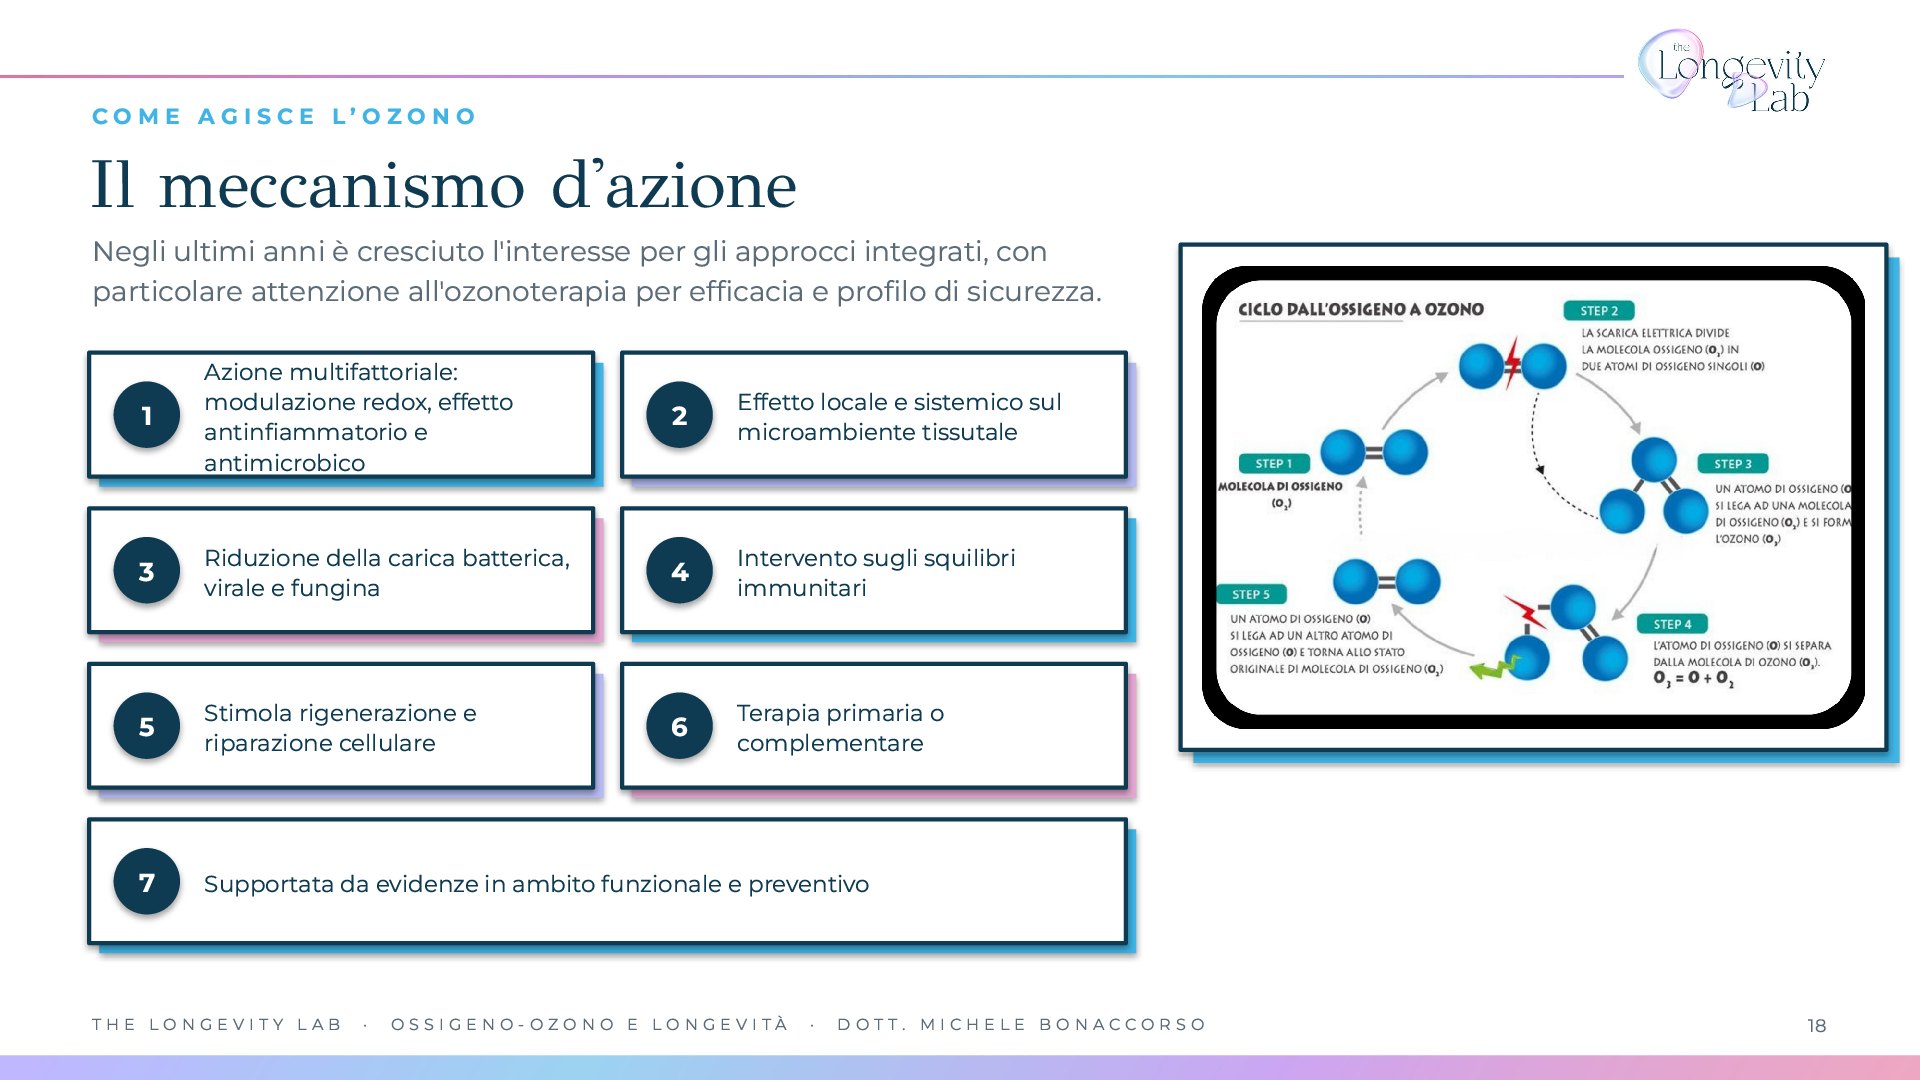 the
Longevity
Lab
COME AGISCE L’OZONO
Il meccanismo d’azione
Negli ultimi anni è cresciuto l'interesse per gli approcci integrati, con
particolare attenzione all'ozonoterapia per efficacia e profilo di sicurezza.
1
Azione multifattoriale:
modulazione redox, effetto
antinfiammatorio e
antimicrobico
2
Effetto locale e sistemico sul
microambiente tissutale
3
Riduzione della carica batterica,
virale e fungina
4
Intervento sugli squilibri
immunitari
5
Stimola rigenerazione e
riparazione cellulare
6
Terapia primaria o
complementare
7
Supportata da evidenze in ambito funzionale e preventivo
CICLO DALL'OSSIGENO A OZONO
STEP 1
MOLECOLA DI OSSIGENO
(O₂)
STEP 2
LA SCARICA ELETTRICA DIVIDE
LA MOLECOLA OSSIGENO (O₂) IN
DUE ATOMI DI OSSIGENO SINGOLI (O)
STEP 3
UN ATOMO DI OSSIGENO (O
SI LEGA AD UNA MOLECOLA
DI OSSIGENO (O₂) E SI FORM
L'OZONO (O₃)
STEP 4
L'ATOMO DI OSSIGENO (O) SI SEPARA
DALLA MOLECOLA DI OZONO (O₃).
O₃ = O + O₂
STEP 5
UN ATOMO DI OSSIGENO (O)
SI LEGA AD UN ALTRO ATOMO DI
OSSIGENO (O) E TORNA ALLO STATO
ORIGINALE DI MOLECOLA DI OSSIGENO (O₂)
THE LONGEVITY LAB · OSSIGENO-OZONO E LONGEVITÀ · DOTT. MICHELE BONACCORSO
18